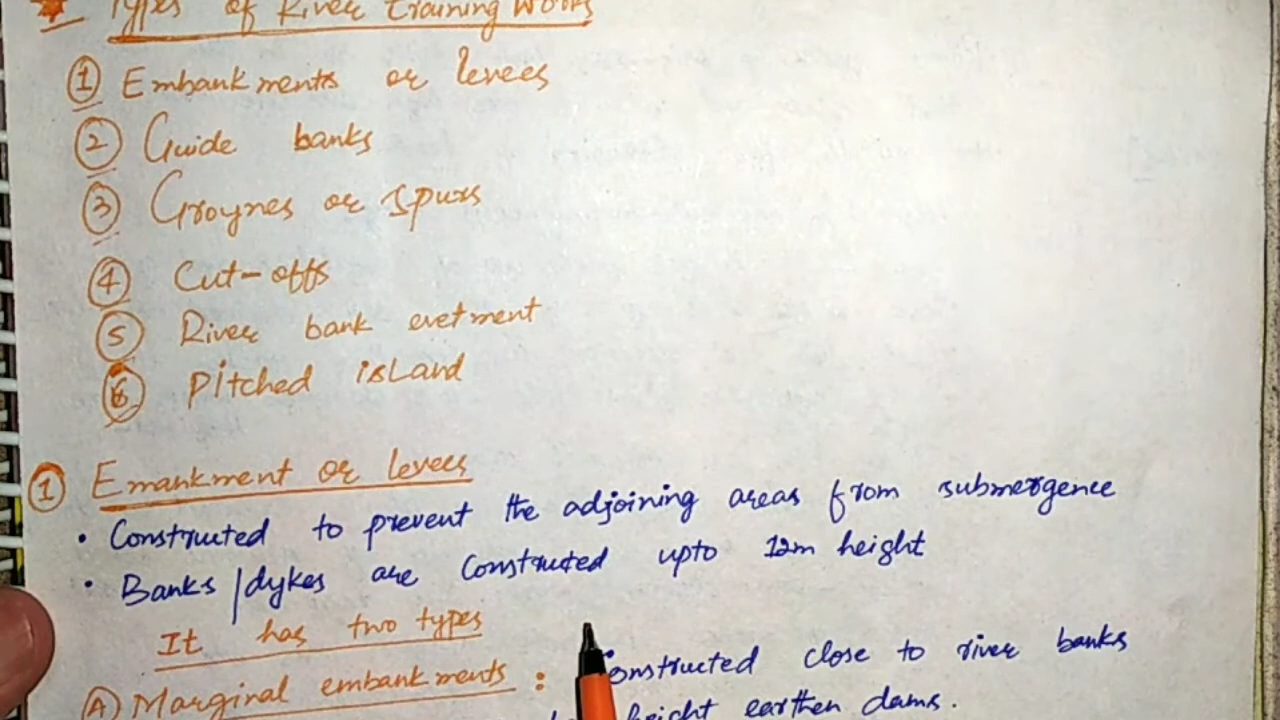 Types of River training Works
① Embankments or levees
② Guide banks
③ Groynes or Spurs
④ Cut-offs
⑤ River bank evetment
⑥ Pitched island
① Emankment or levees
• Constructed to prevent the adjoining areas from submergence
• Banks/dykes are Constructed upto 12m height
It has two types
Ⓐ Marginal embankments : Constructed close to river banks
height earthen dams.